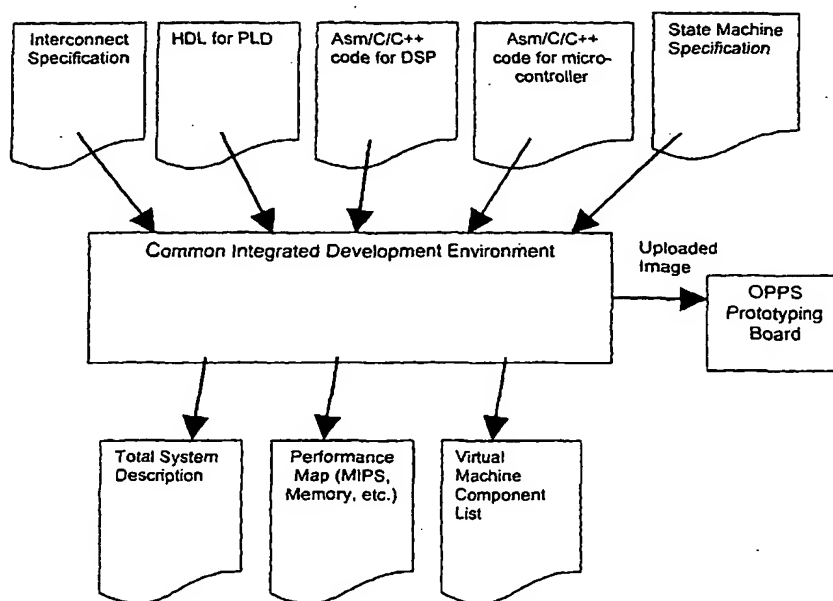 Interconnect
Specification
HDL for PLD
Asm/C/C++
code for DSP
Asm/C/C++
code for micro-
controller
State Machine
Specification
Common Integrated Development Environment
Uploaded
Image
OPPS
Prototyping
Board
Total System
Description
Performance
Map (MIPS,
Memory, etc.)
Virtual
Machine
Component
List